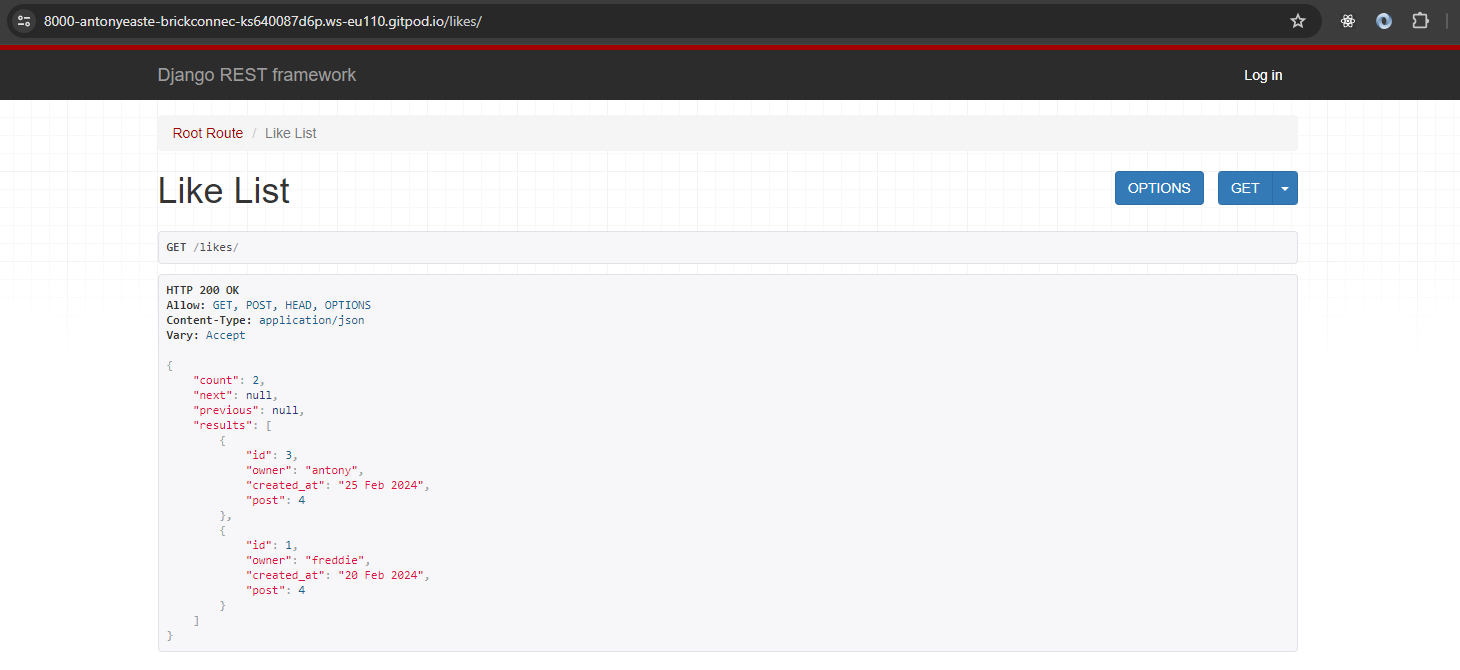 8000-antonyeaste-brickconnec-ks640087d6p.ws-eu110.gitpod.io/likes/
Django REST framework
Log in
Root Route / Like List
Like List
OPTIONS
GET
GET /likes/
HTTP 200 OK
Allow: GET, POST, HEAD, OPTIONS
Content-Type: application/json
Vary: Accept
{
    "count": 2,
    "next": null,
    "previous": null,
    "results": [
        {
            "id": 3,
            "owner": "antony",
            "created_at": "25 Feb 2024",
            "post": 4
        },
        {
            "id": 1,
            "owner": "freddie",
            "created_at": "20 Feb 2024",
            "post": 4
        }
    ]
}